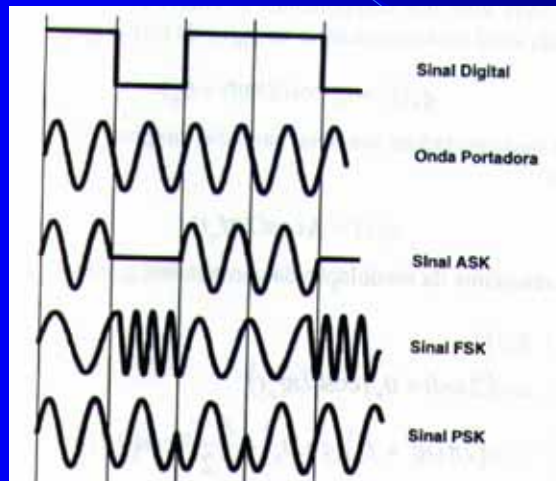 Sinal Digital
Onda Portadora
Sinal ASK
Sinal FSK
Sinal PSK